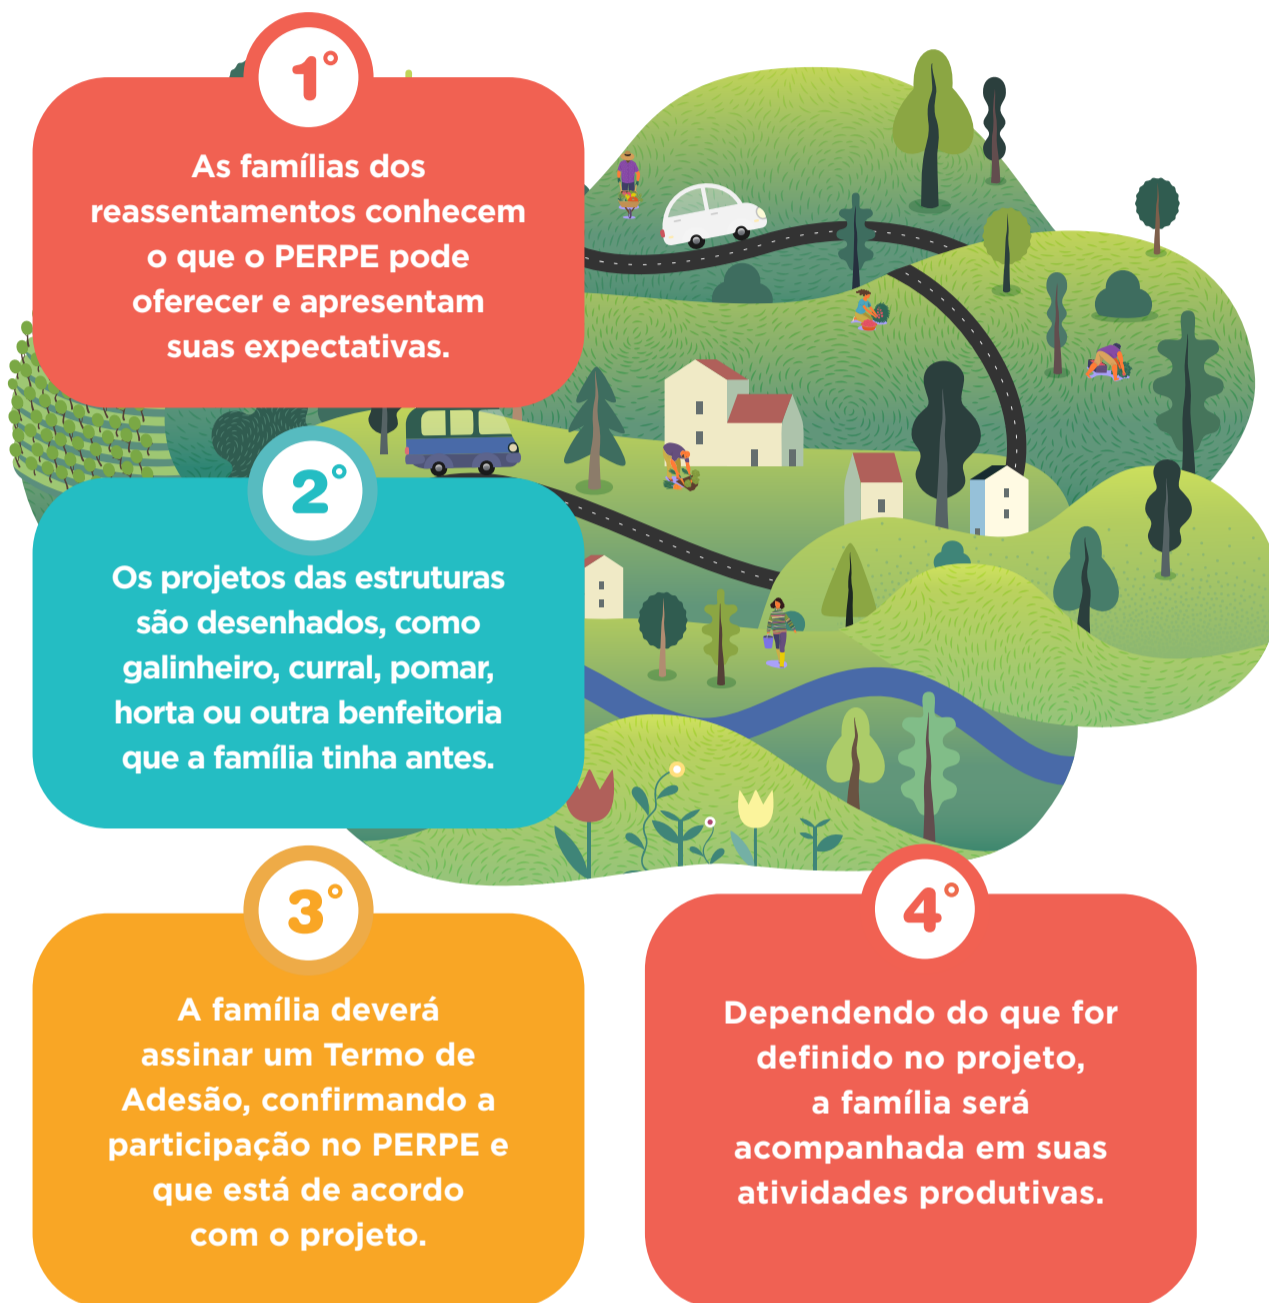 1°
As famílias dos
reassentamentos conhecem
o que o PERPE pode
oferecer e apresentam
suas expectativas.
2°
Os projetos das estruturas
são desenhados, como
galinheiro, curral, pomar,
horta ou outra benfeitoria
que a família tinha antes.
3°
A família deverá
assinar um Termo de
Adesão, confirmando a
participação no PERPE e
que está de acordo
com o projeto.
4°
Dependendo do que for
definido no projeto,
a família será
acompanhada em suas
atividades produtivas.